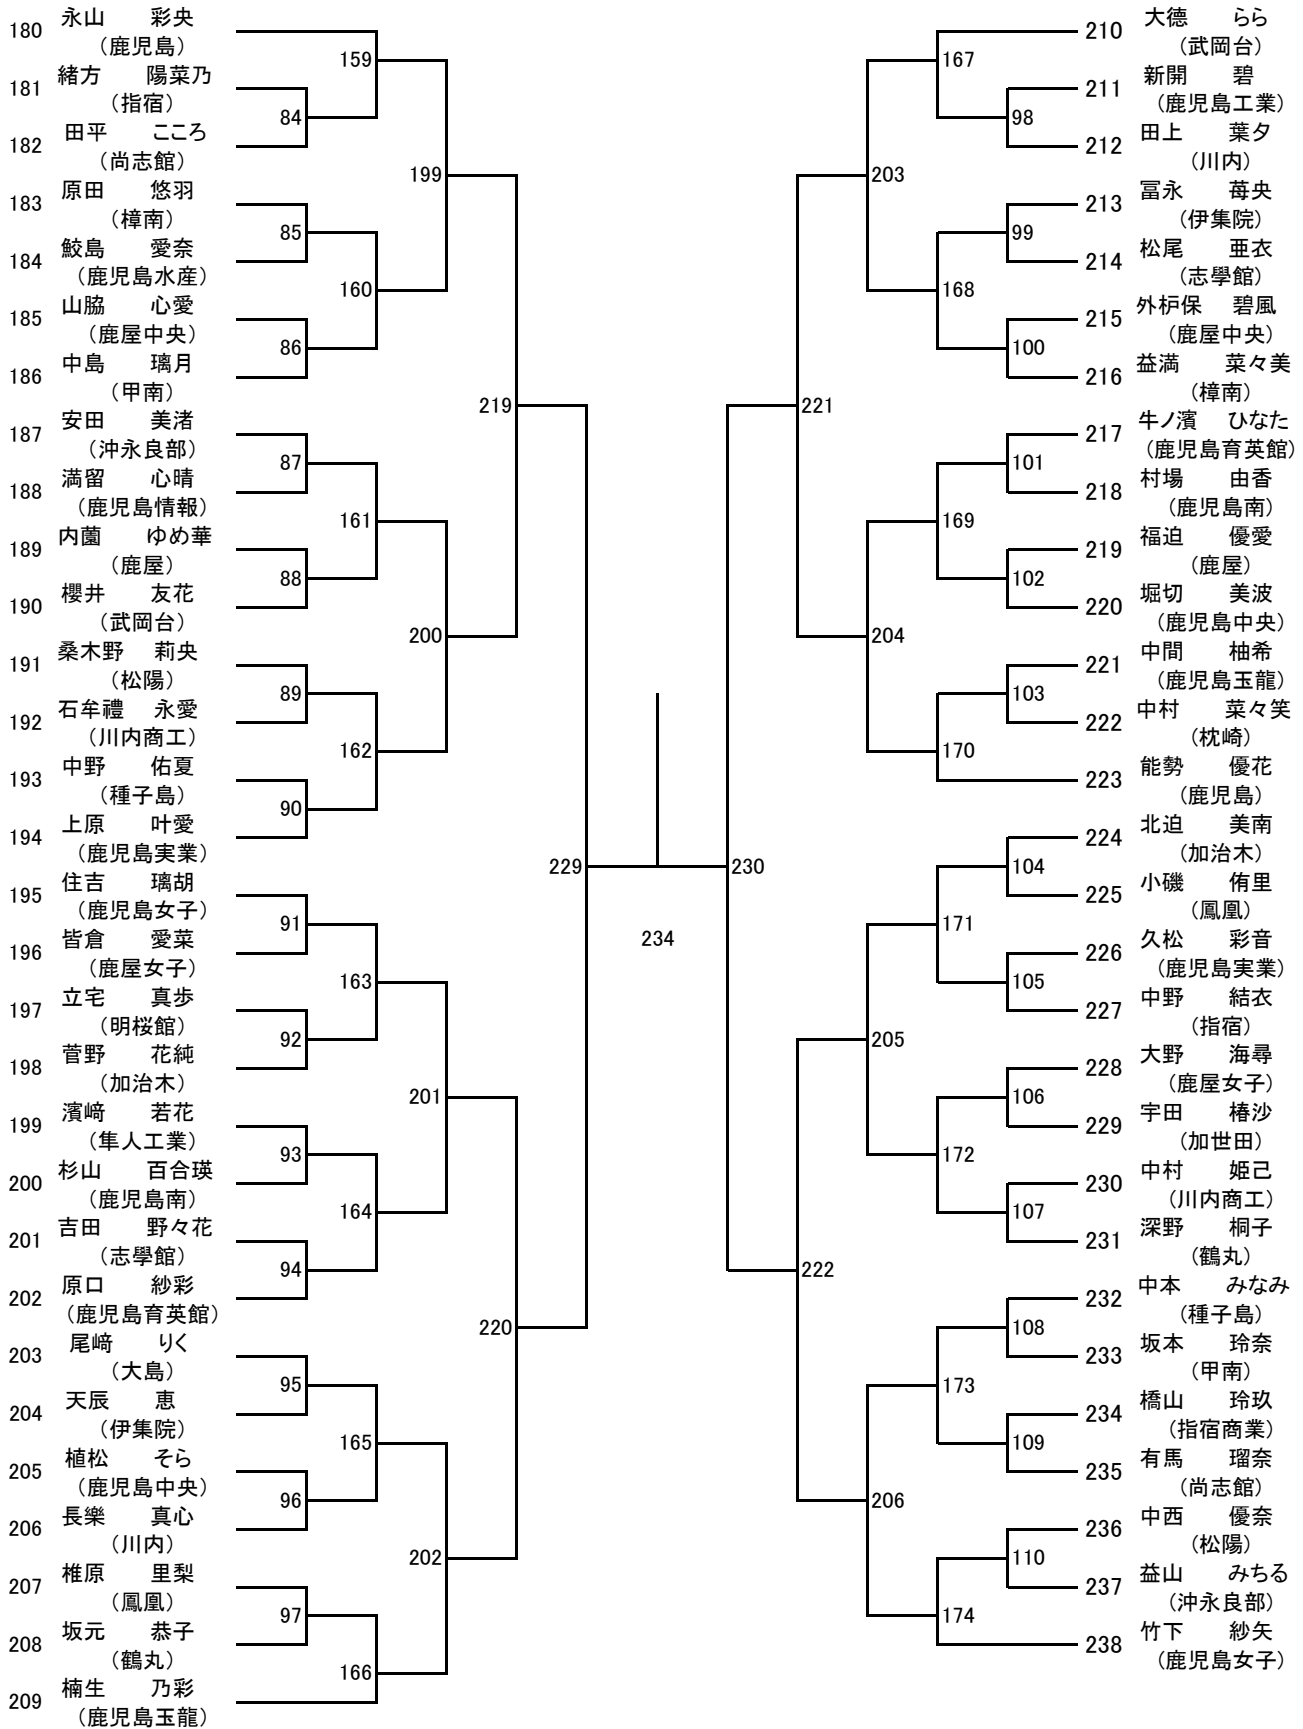 180 永山 彩央
（鹿児島）
181 緒方 陽菜乃
（指宿）
182 田平 こころ
（尚志館）
183 原田 悠羽
（樟南）
184 鮫島 愛奈
（鹿児島水産）
185 山脇 心愛
（鹿屋中央）
186 中島 璃月
（甲南）
187 安田 美渚
（沖永良部）
188 満留 心晴
（鹿児島情報）
189 内薗 ゆめ華
（鹿屋）
190 櫻井 友花
（武岡台）
191 桑木野 莉央
（松陽）
192 石牟禮 永愛
（川内商工）
193 中野 佑夏
（種子島）
194 上原 叶愛
（鹿児島実業）
195 住吉 璃胡
（鹿児島女子）
196 皆倉 愛菜
（鹿屋女子）
197 立宅 真歩
（明桜館）
198 菅野 花純
（加治木）
199 濱﨑 若花
（隼人工業）
200 杉山 百合瑛
（鹿児島南）
201 吉田 野々花
（志學館）
202 原口 紗彩
（鹿児島育英館）
203 尾﨑 りく
（大島）
204 天辰 恵
（伊集院）
205 植松 そら
（鹿児島中央）
206 長樂 真心
（川内）
207 椎原 里梨
（鳳凰）
208 坂元 恭子
（鶴丸）
209 楠生 乃彩
（鹿児島玉龍）
84
85
86
87
88
89
90
91
92
93
94
95
96
97
159
160
161
162
163
164
165
166
199
200
201
202
219
220
229
234
230
221
222
203
204
205
206
167
168
169
170
171
172
173
174
98
99
100
101
102
103
104
105
106
107
108
109
110
210 大德 らら
（武岡台）
211 新開 碧
（鹿児島工業）
212 田上 葉夕
（川内）
213 冨永 苺央
（伊集院）
214 松尾 亜衣
（志學館）
215 外枦保 碧風
（鹿屋中央）
216 益満 菜々美
（樟南）
217 牛ノ濱 ひなた
（鹿児島育英館）
218 村場 由香
（鹿児島南）
219 福迫 優愛
（鹿屋）
220 堀切 美波
（鹿児島中央）
221 中間 柚希
（鹿児島玉龍）
222 中村 菜々笑
（枕崎）
223 能勢 優花
（鹿児島）
224 北迫 美南
（加治木）
225 小磯 侑里
（鳳凰）
226 久松 彩音
（鹿児島実業）
227 中野 結衣
（指宿）
228 大野 海尋
（鹿屋女子）
229 宇田 椿沙
（加世田）
230 中村 姫己
（川内商工）
231 深野 桐子
（鶴丸）
232 中本 みなみ
（種子島）
233 坂本 玲奈
（甲南）
234 橋山 玲玖
（指宿商業）
235 有馬 瑠奈
（尚志館）
236 中西 優奈
（松陽）
237 益山 みちる
（沖永良部）
238 竹下 紗矢
（鹿児島女子）